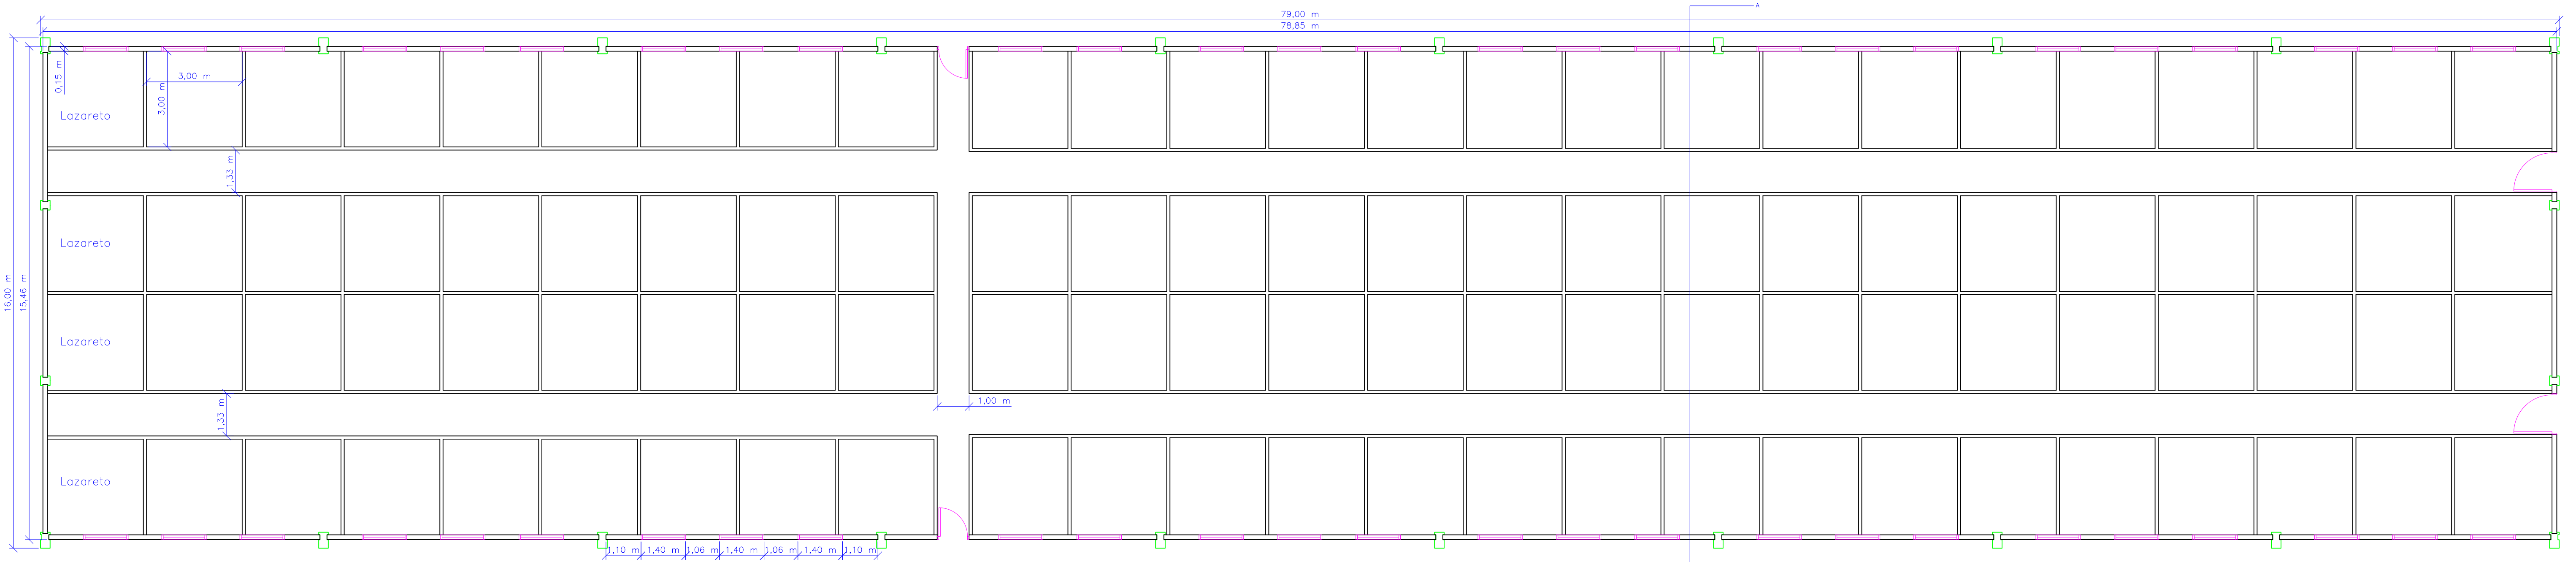 A
79,00 m
78,85 m
0,15 m
3,00 m
3,00 m
Lazareto
1,33 m
Lazareto
16,00 m
15,46 m
Lazareto
1,33 m
1,00 m
Lazareto
1,10 m 1,40 m 1,06 m 1,40 m 1,06 m 1,40 m 1,10 m